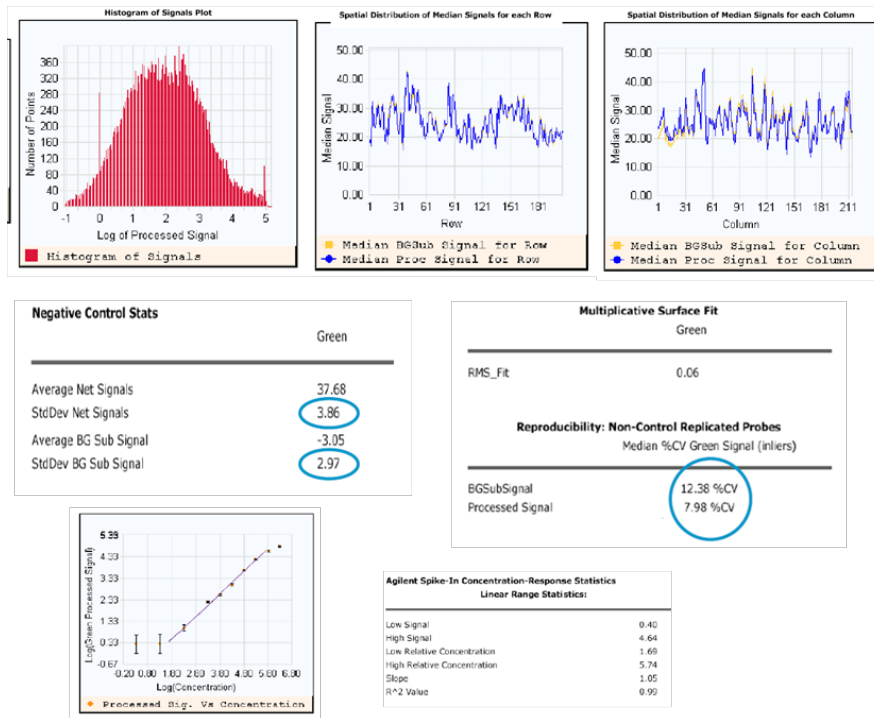 Histogram of Signals Plot
Number of Points
360
320
280
240
200
160
120
80
40
0
-1 0 1 2 3 4 5
Log of Processed Signal
Histogram of Signals
Spatial Distribution of Median Signals for each Row
Median Signal
50.00
40.00
30.00
20.00
10.00
0.00
1 31 61 91 121 151 181
Row
Median BGSub Signal for Row
Median Proc Signal for Row
Spatial Distribution of Median Signals for each Column
Median Signal
50.00
40.00
30.00
20.00
10.00
0.00
1 31 61 91 121 151 181 211
Column
Median BGSub Signal for Column
Median Proc Signal for Column
Negative Control Stats
Green
Average Net Signals 37.68
StdDev Net Signals 3.86
Average BG Sub Signal -3.05
StdDev BG Sub Signal 2.97
Multiplicative Surface Fit
Green
RMS_Fit 0.06
Reproducibility: Non-Control Replicated Probes
Median %CV Green Signal (inliers)
BGSubSignal 12.38 %CV
Processed Signal 7.98 %CV
Log(Green Processed Signal)
5.33
4.33
3.33
2.33
1.33
0.33
-0.67
-0.20 0.80 1.80 2.80 3.80 4.80 5.80 6.80
Log(Concentration)
Processed Sig. Vs Concentration
Agilent Spike-In Concentration-Response Statistics
Linear Range Statistics:
Low Signal 0.40
High Signal 4.64
Low Relative Concentration 1.69
High Relative Concentration 5.74
Slope 1.05
R^2 Value 0.99